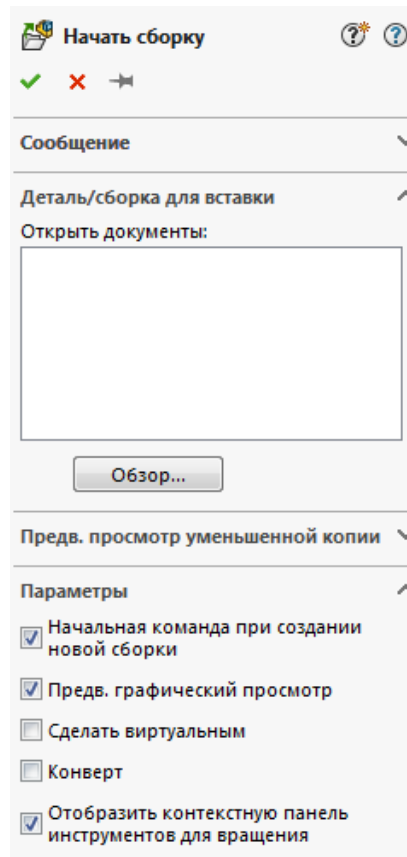 Начать сборку
Сообщение
Деталь/сборка для вставки
Открыть документы:
Обзор...
Предв. просмотр уменьшенной копии
Параметры
Начальная команда при создании
новой сборки
Предв. графический просмотр
Сделать виртуальным
Конверт
Отобразить контекстную панель
инструментов для вращения